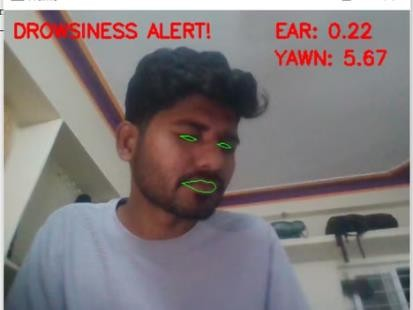 DROWSINESS ALERT!
EAR: 0.22
YAWN: 5.67